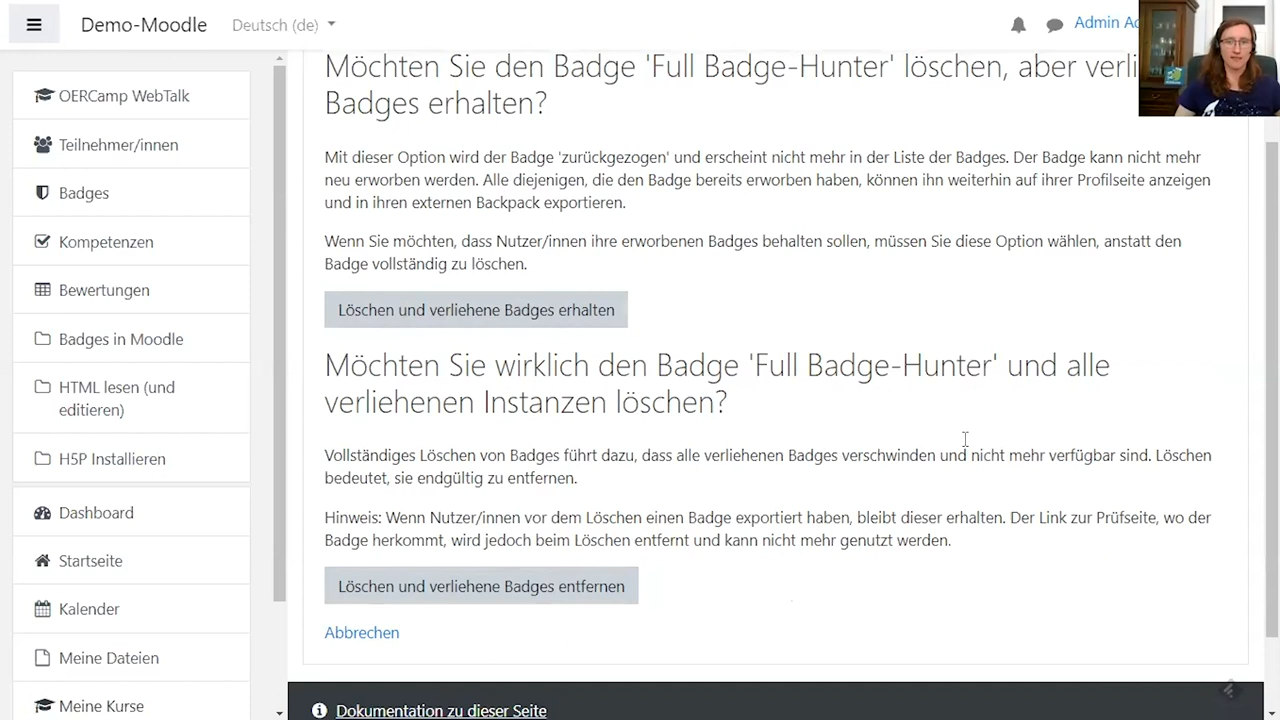 Demo-Moodle
Deutsch (de)
Admin Ad
OERCamp WebTalk
Teilnehmer/innen
Badges
Kompetenzen
Bewertungen
Badges in Moodle
HTML lesen (und
editieren)
H5P Installieren
Dashboard
Startseite
Kalender
Meine Dateien
Meine Kurse
Möchten Sie den Badge 'Full Badge-Hunter' löschen, aber verli
Badges erhalten?
Mit dieser Option wird der Badge 'zurückgezogen' und erscheint nicht mehr in der Liste der Badges. Der Badge kann nicht mehr
neu erworben werden. Alle diejenigen, die den Badge bereits erworben haben, können ihn weiterhin auf ihrer Profilseite anzeigen
und in ihren externen Backpack exportieren.
Wenn Sie möchten, dass Nutzer/innen ihre erworbenen Badges behalten sollen, müssen Sie diese Option wählen, anstatt den
Badge vollständig zu löschen.
Löschen und verliehene Badges erhalten
Möchten Sie wirklich den Badge 'Full Badge-Hunter' und alle
verliehenen Instanzen löschen?
Vollständiges Löschen von Badges führt dazu, dass alle verliehenen Badges verschwinden und nicht mehr verfügbar sind. Löschen
bedeutet, sie endgültig zu entfernen.
Hinweis: Wenn Nutzer/innen vor dem Löschen einen Badge exportiert haben, bleibt dieser erhalten. Der Link zur Prüfseite, wo der
Badge herkommt, wird jedoch beim Löschen entfernt und kann nicht mehr genutzt werden.
Löschen und verliehene Badges entfernen
Abbrechen
Dokumentation zu dieser Seite